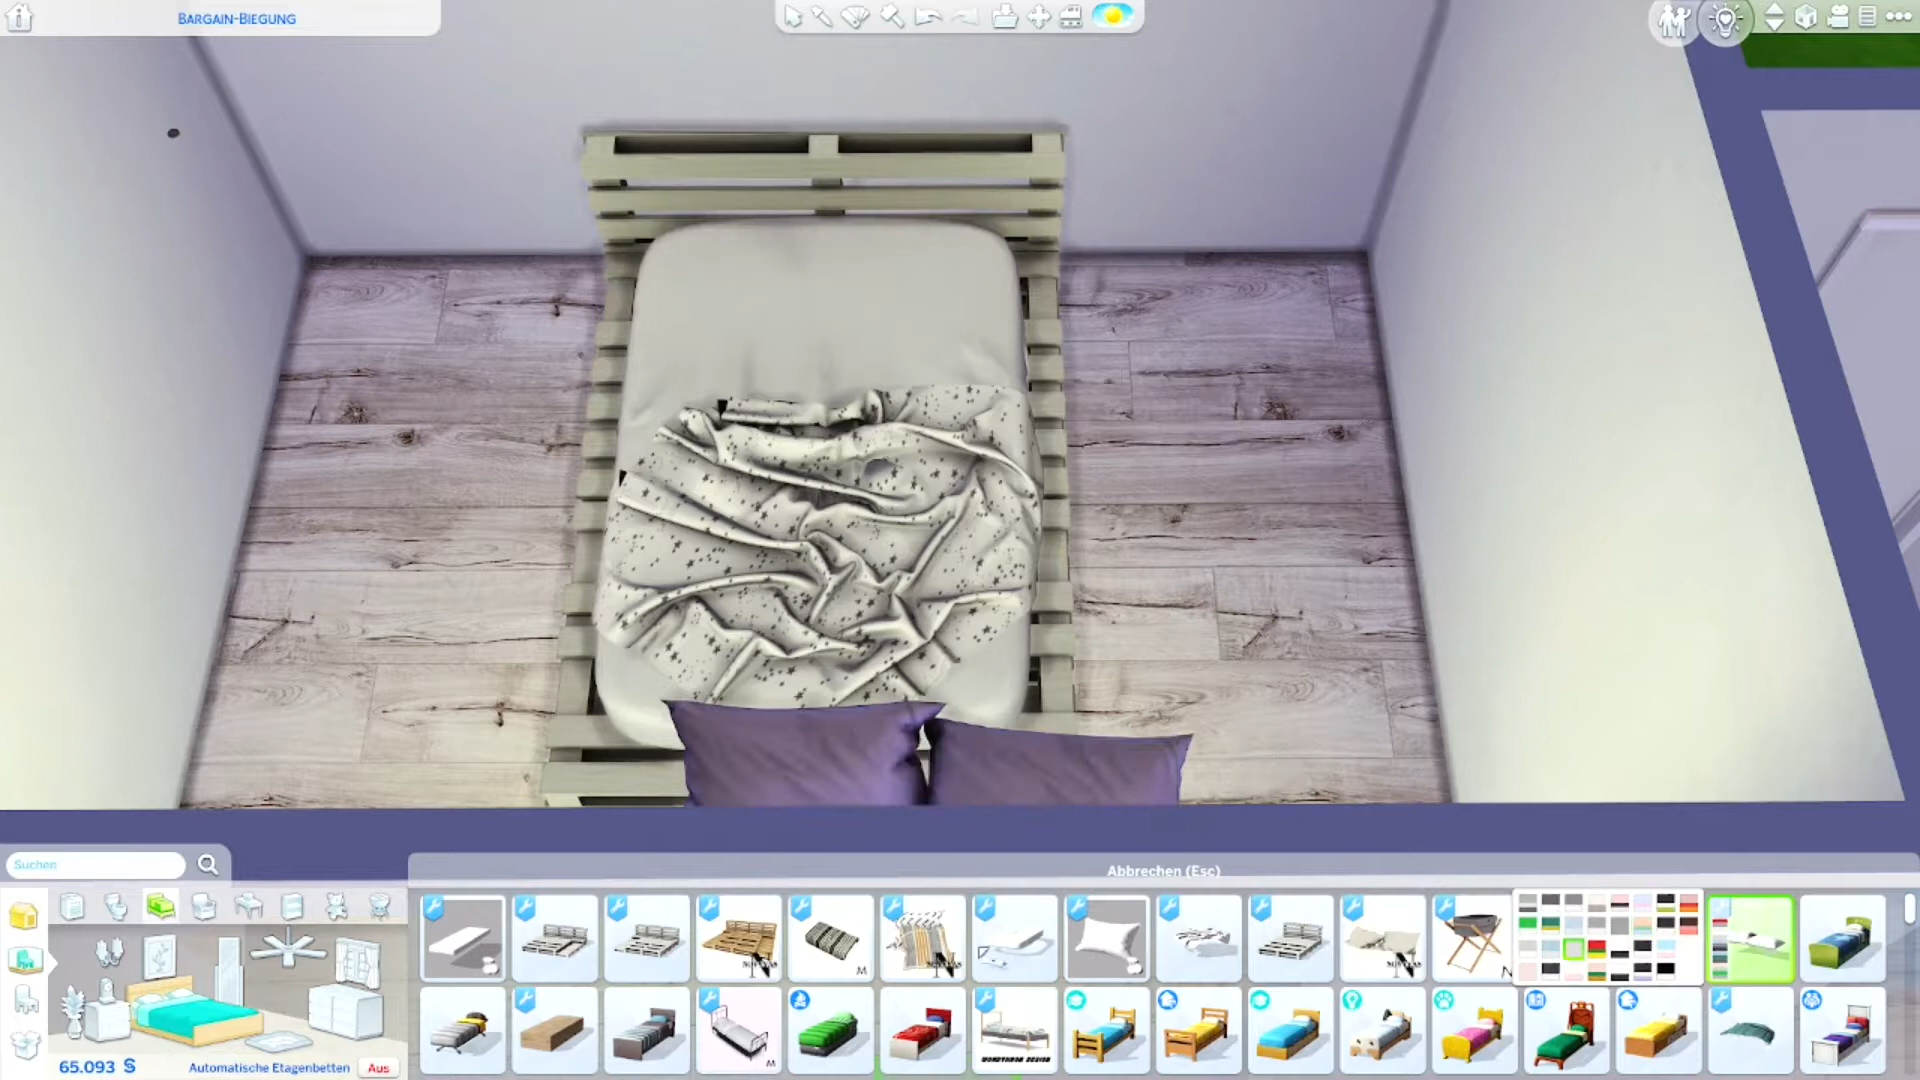 Bargain-Biegung
Suchen
Abbrechen (Esc)
M
M
65.093 $
Automatische Etagenbetten
Aus